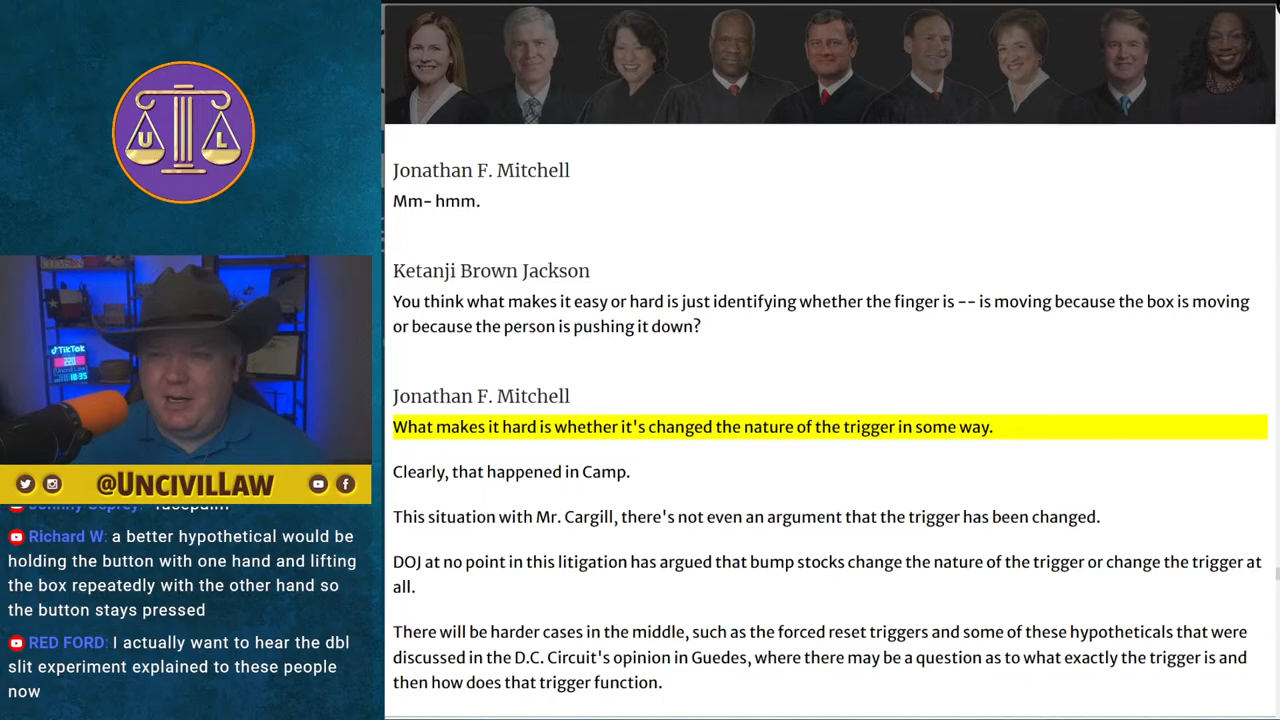 U L
TikTok
220
@UNCIVILLAW
Richard W: a better hypothetical would be
holding the button with one hand and lifting
the box repeatedly with the other hand so
the button stays pressed
RED FORD: I actually want to hear the dbl
slit experiment explained to these people
now
Jonathan F. Mitchell
Mm- hmm.
Ketanji Brown Jackson
You think what makes it easy or hard is just identifying whether the finger is -- is moving because the box is moving
or because the person is pushing it down?
Jonathan F. Mitchell
What makes it hard is whether it's changed the nature of the trigger in some way.
Clearly, that happened in Camp.
This situation with Mr. Cargill, there's not even an argument that the trigger has been changed.
DOJ at no point in this litigation has argued that bump stocks change the nature of the trigger or change the trigger at
all.
There will be harder cases in the middle, such as the forced reset triggers and some of these hypotheticals that were
discussed in the D.C. Circuit's opinion in Guedes, where there may be a question as to what exactly the trigger is and
then how does that trigger function.